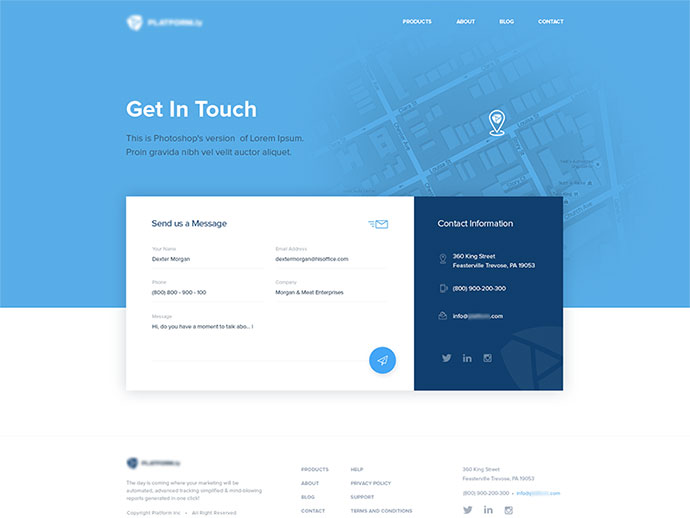 PLATFORM.ly
PRODUCTS ABOUT BLOG CONTACT
Get In Touch
This is Photoshop's version of Lorem Ipsum.
Proin gravida nibh vel velit auctor aliquet.
Send us a Message
Your Name Email Address
Dexter Morgan dextermorgan@hisoffice.com
Phone Company
(800) 800 - 900 - 100 Morgan & Meat Enterprises
Message
Hi, do you have a moment to talk abo... |
Contact Information
360 King Street
Feasterville Trevose, PA 19053
(800) 900-200-300
info@ .com
PLATFORM.ly
The day is coming where your marketing will be
automated, advanced tracking simplified & mind-blowing
reports generated in one click!
Copyright Platform Inc • All Right Reserved
PRODUCTS HELP
ABOUT PRIVACY POLICY
BLOG SUPPORT
CONTACT TERMS AND CONDITIONS
360 King Street
Feasterville Trevose, PA 19053
(800) 900-200-300 • info@ .com